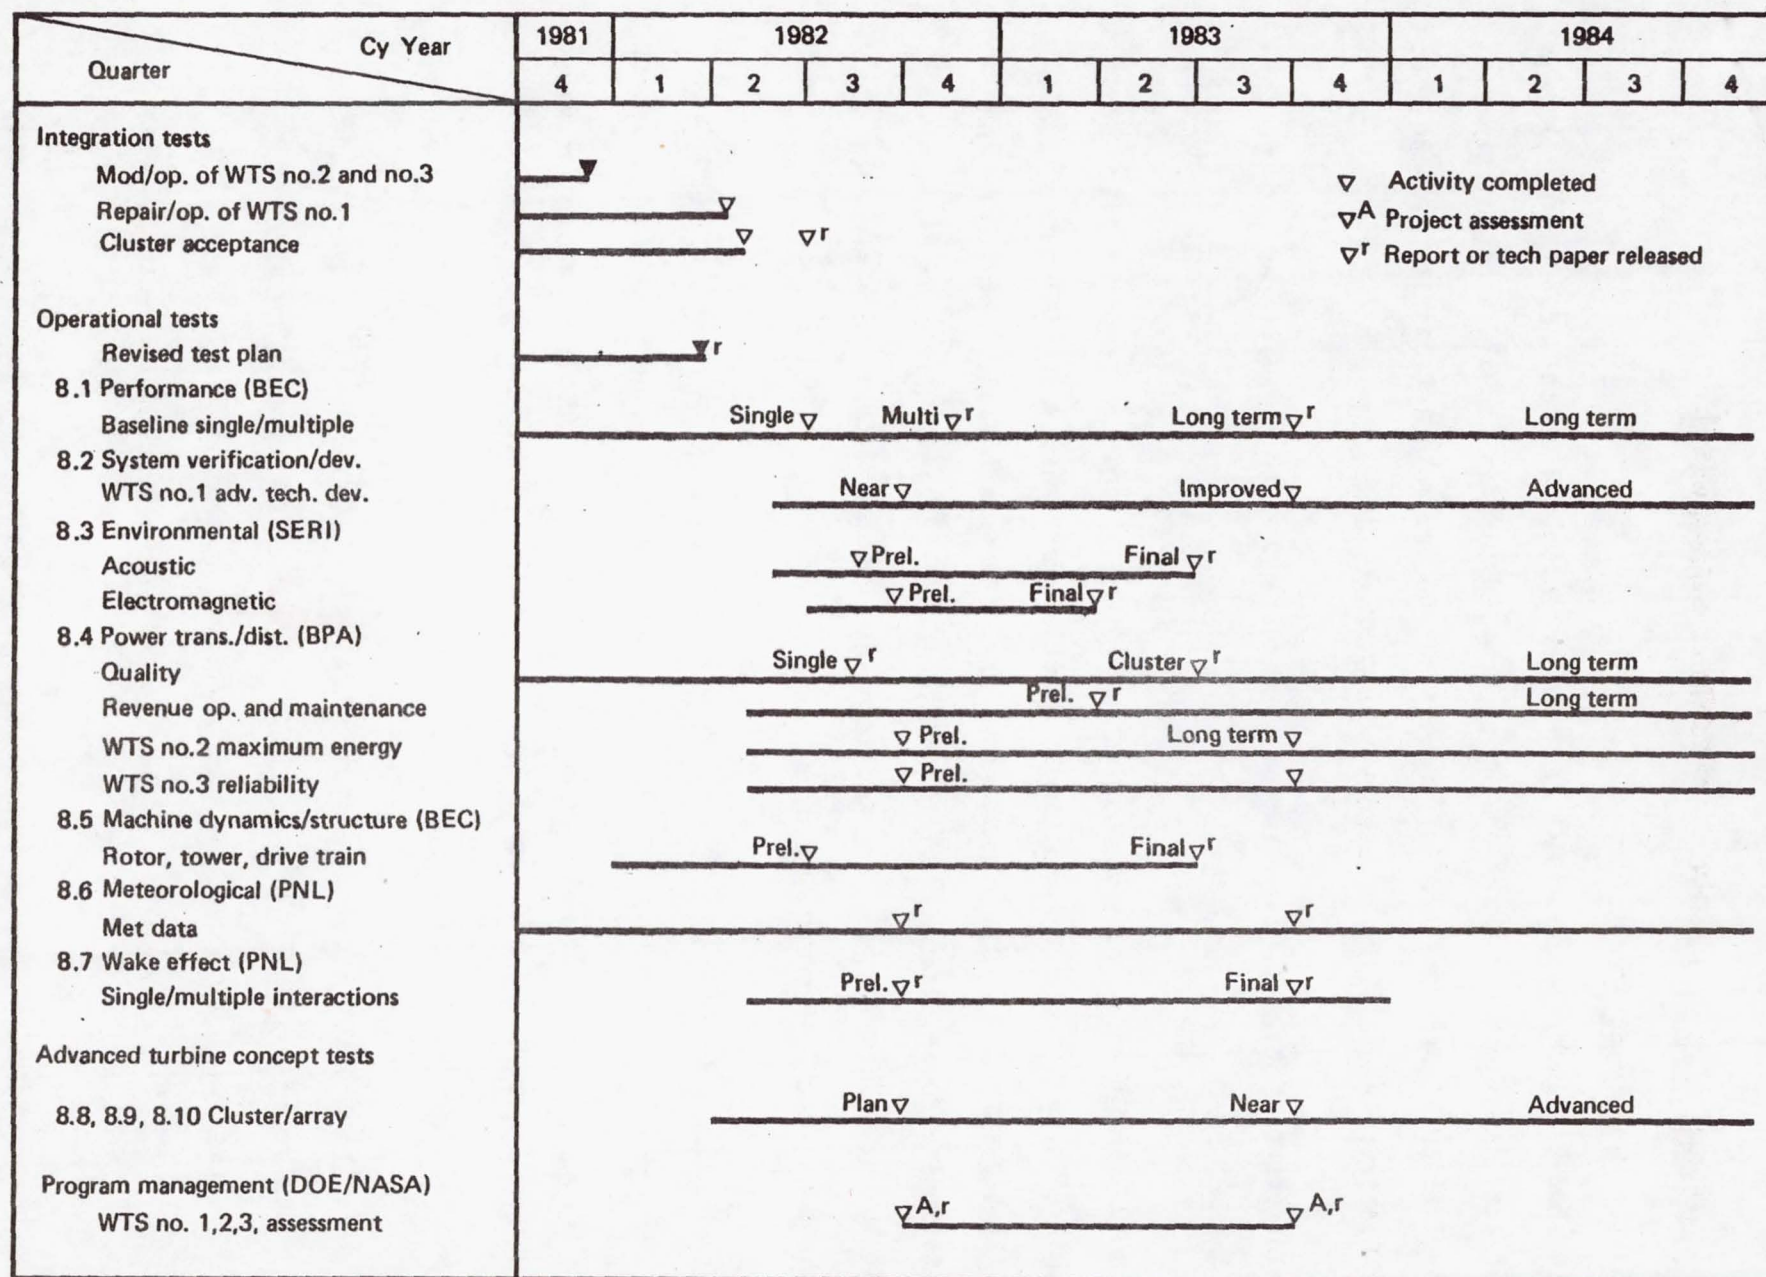 Cy Year
Quarter
1981 1982 1983 1984
4 1 2 3 4 1 2 3 4 1 2 3 4
Integration tests
Mod/op. of WTS no.2 and no.3
▽ Activity completed
Repair/op. of WTS no.1
▽A Project assessment
Cluster acceptance
▽r
▽r Report or tech paper released
Operational tests
Revised test plan
r
8.1 Performance (BEC)
Baseline single/multiple
Single▽ Multi▽r Long term▽r Long term
8.2 System verification/dev.
WTS no.1 adv. tech. dev.
Near▽ Improved▽ Advanced
8.3 Environmental (SERI)
Acoustic
▽Prel. Final▽r
Electromagnetic
▽Prel. Final▽r
8.4 Power trans./dist. (BPA)
Quality
Single▽r Cluster▽r Long term
Revenue op. and maintenance
Prel.▽r Long term
WTS no.2 maximum energy
▽Prel. Long term▽
WTS no.3 reliability
▽Prel. ▽
8.5 Machine dynamics/structure (BEC)
Rotor, tower, drive train
Prel.▽ Final▽r
8.6 Meteorological (PNL)
Met data
▽r ▽r
8.7 Wake effect (PNL)
Single/multiple interactions
Prel.▽r Final▽r
Advanced turbine concept tests
8.8, 8.9, 8.10 Cluster/array
Plan▽ Near▽ Advanced
Program management (DOE/NASA)
WTS no. 1,2,3, assessment
▽A,r ▽A,r